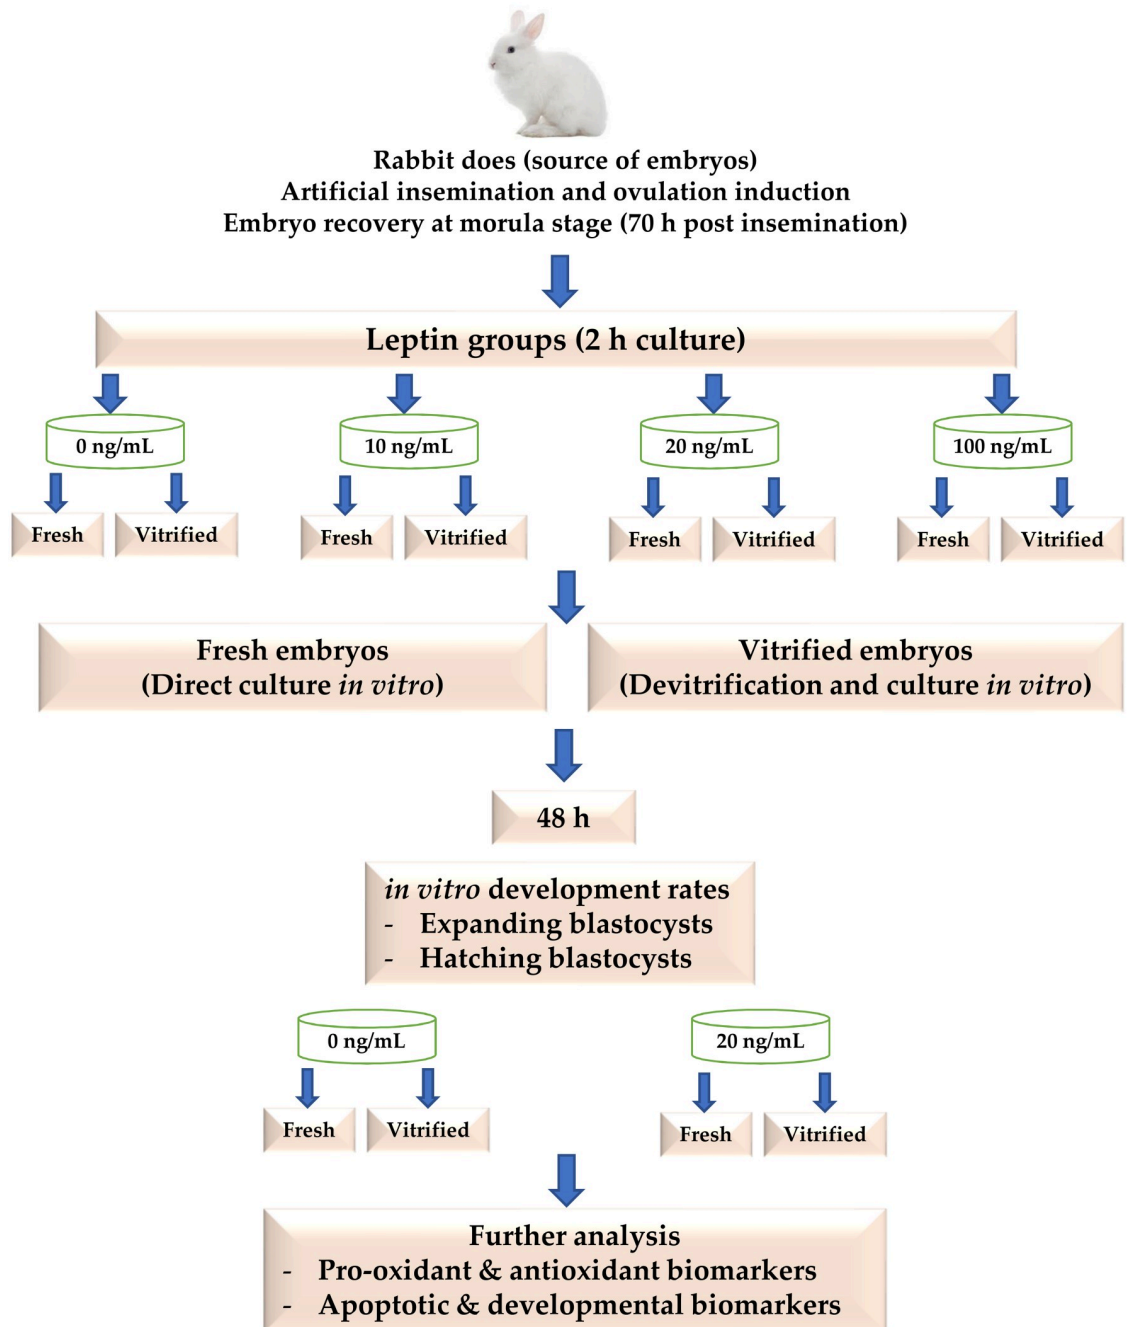 Rabbit does (source of embryos)
Artificial insemination and ovulation induction
Embryo recovery at morula stage (70 h post insemination)
Leptin groups (2 h culture)
0 ng/mL
10 ng/mL
20 ng/mL
100 ng/mL
Fresh
Vitrified
Fresh
Vitrified
Fresh
Vitrified
Fresh
Vitrified
Fresh embryos
(Direct culture in vitro)
Vitrified embryos
(Devitrification and culture in vitro)
48 h
in vitro development rates
- Expanding blastocysts
- Hatching blastocysts
0 ng/mL
20 ng/mL
Fresh
Vitrified
Fresh
Vitrified
Further analysis
- Pro-oxidant & antioxidant biomarkers
- Apoptotic & developmental biomarkers